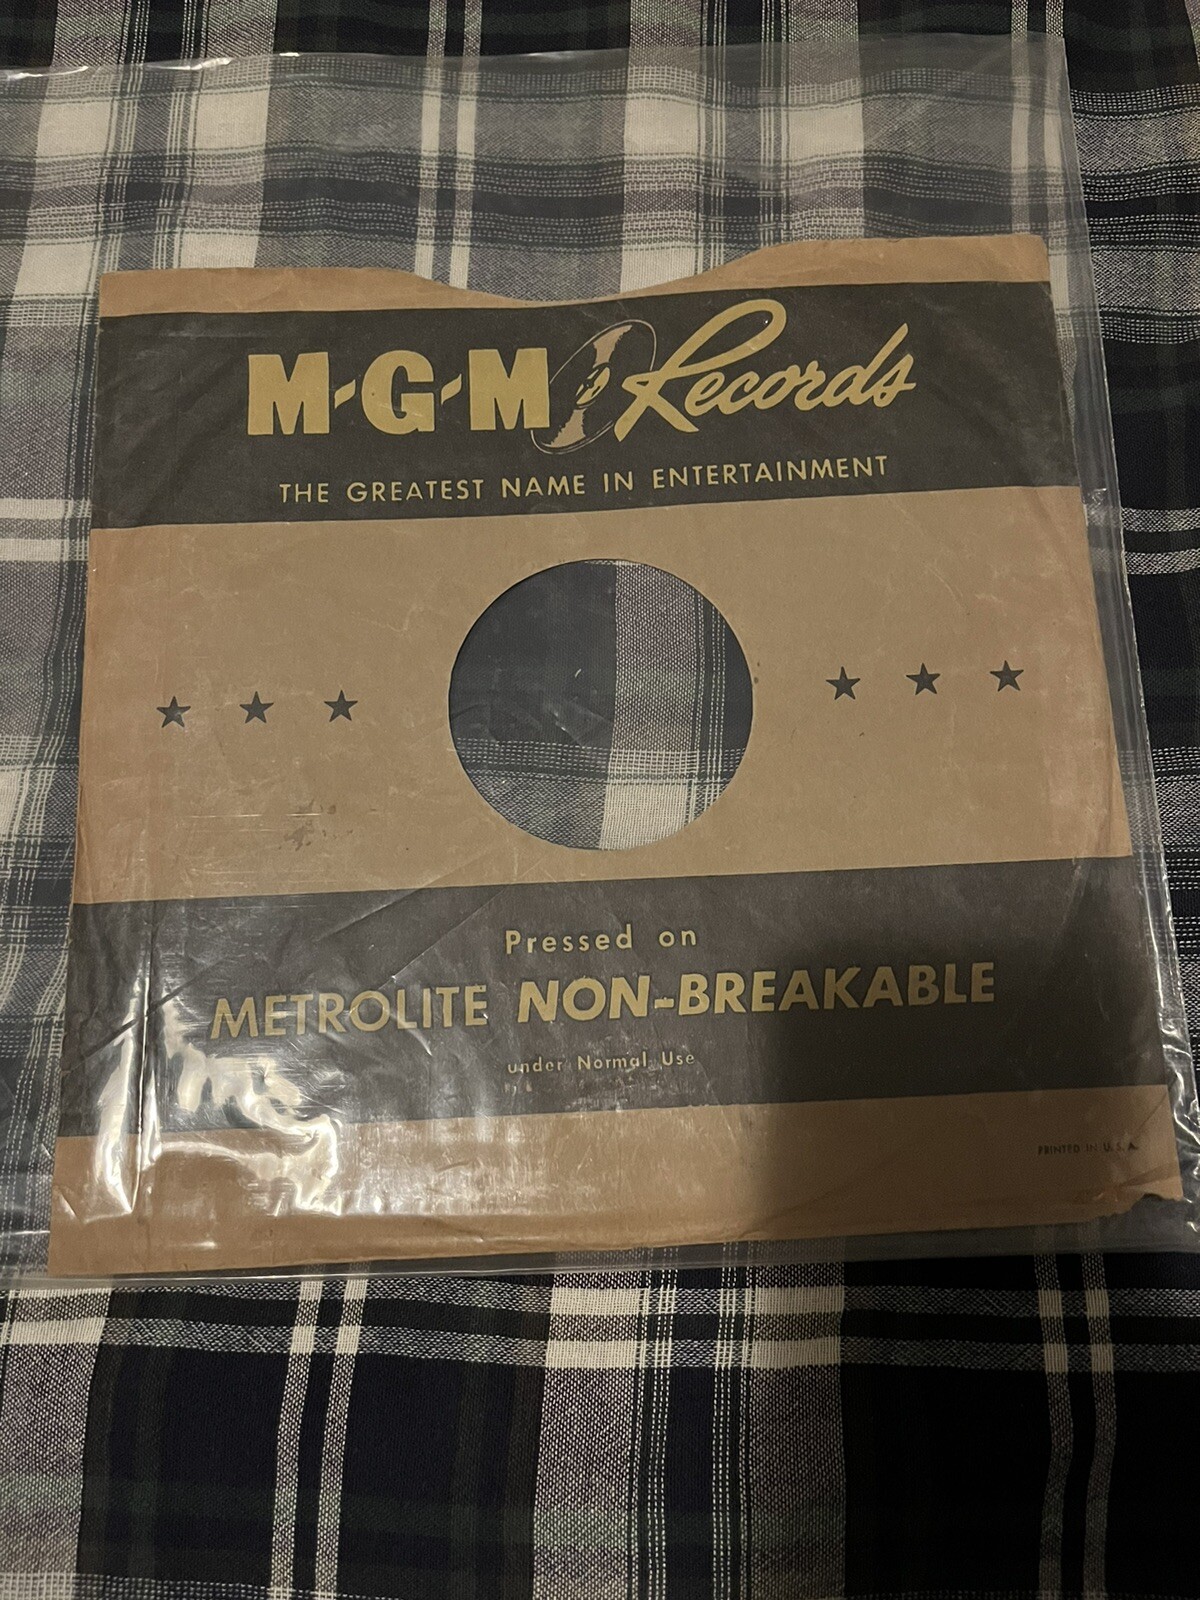 M-G-M Records
THE GREATEST NAME IN ENTERTAINMENT
Pressed on
METROLITE NON-BREAKABLE
under Normal Use
PRINTED IN U.S.A.